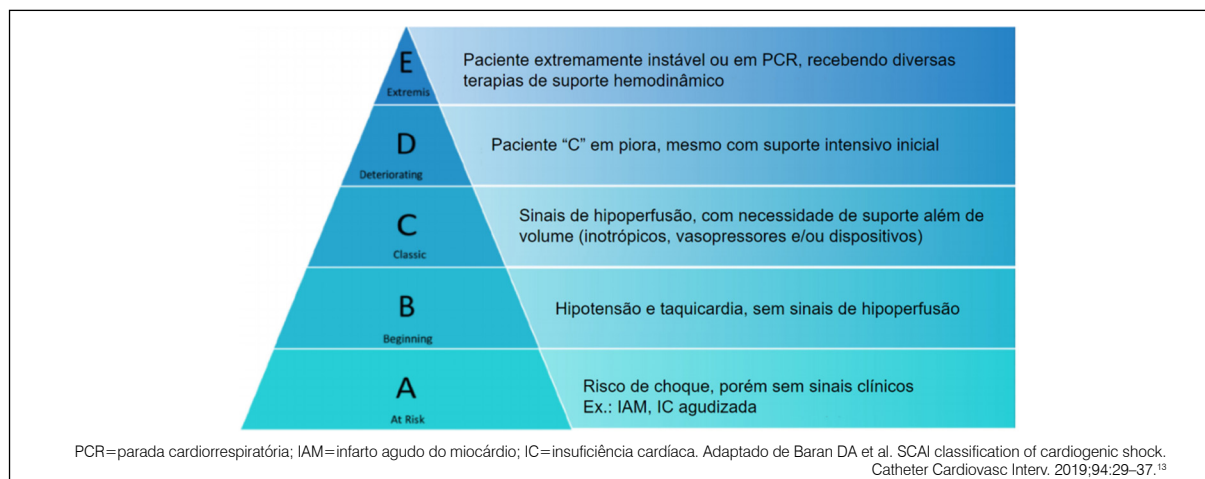 E
Extremis
Paciente extremamente instável ou em PCR, recebendo diversas
terapias de suporte hemodinâmico
D
Deteriorating
Paciente “C” em piora, mesmo com suporte intensivo inicial
C
Classic
Sinais de hipoperfusão, com necessidade de suporte além de
volume (inotrópicos, vasopressores e/ou dispositivos)
B
Beginning
Hipotensão e taquicardia, sem sinais de hipoperfusão
A
At Risk
Risco de choque, porém sem sinais clínicos
Ex.: IAM, IC agudizada
PCR=parada cardiorrespiratória; IAM=infarto agudo do miocárdio; IC=insuficiência cardíaca. Adaptado de Baran DA et al. SCAI classification of cardiogenic shock.
Catheter Cardiovasc Interv. 2019;94:29–37.¹³